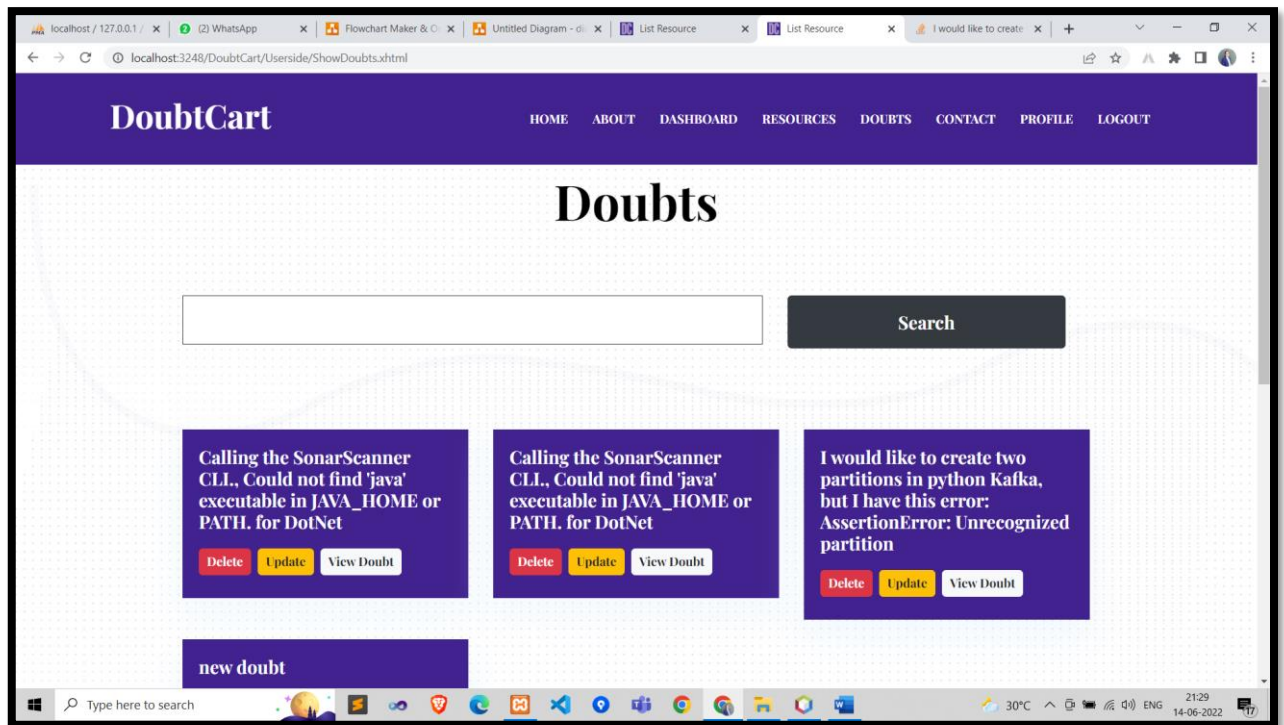 localhost / 127.0.0.1 /
(2) WhatsApp
Flowchart Maker & O
Untitled Diagram - d
List Resource
List Resource
I would like to create
localhost:3248/DoubtCart/Userside/ShowDoubts.xhtml
DoubtCart
HOME ABOUT DASHBOARD RESOURCES DOUBTS CONTACT PROFILE LOGOUT
Doubts
Search
Calling the SonarScanner
CLI., Could not find 'java'
executable in JAVA_HOME or
PATH. for DotNet
Delete Update View Doubt
Calling the SonarScanner
CLI., Could not find 'java'
executable in JAVA_HOME or
PATH. for DotNet
Delete Update View Doubt
I would like to create two
partitions in python Kafka,
but I have this error:
AssertionError: Unrecognized
partition
Delete Update View Doubt
new doubt
Type here to search
30°C
ENG
21:29
14-06-2022
17